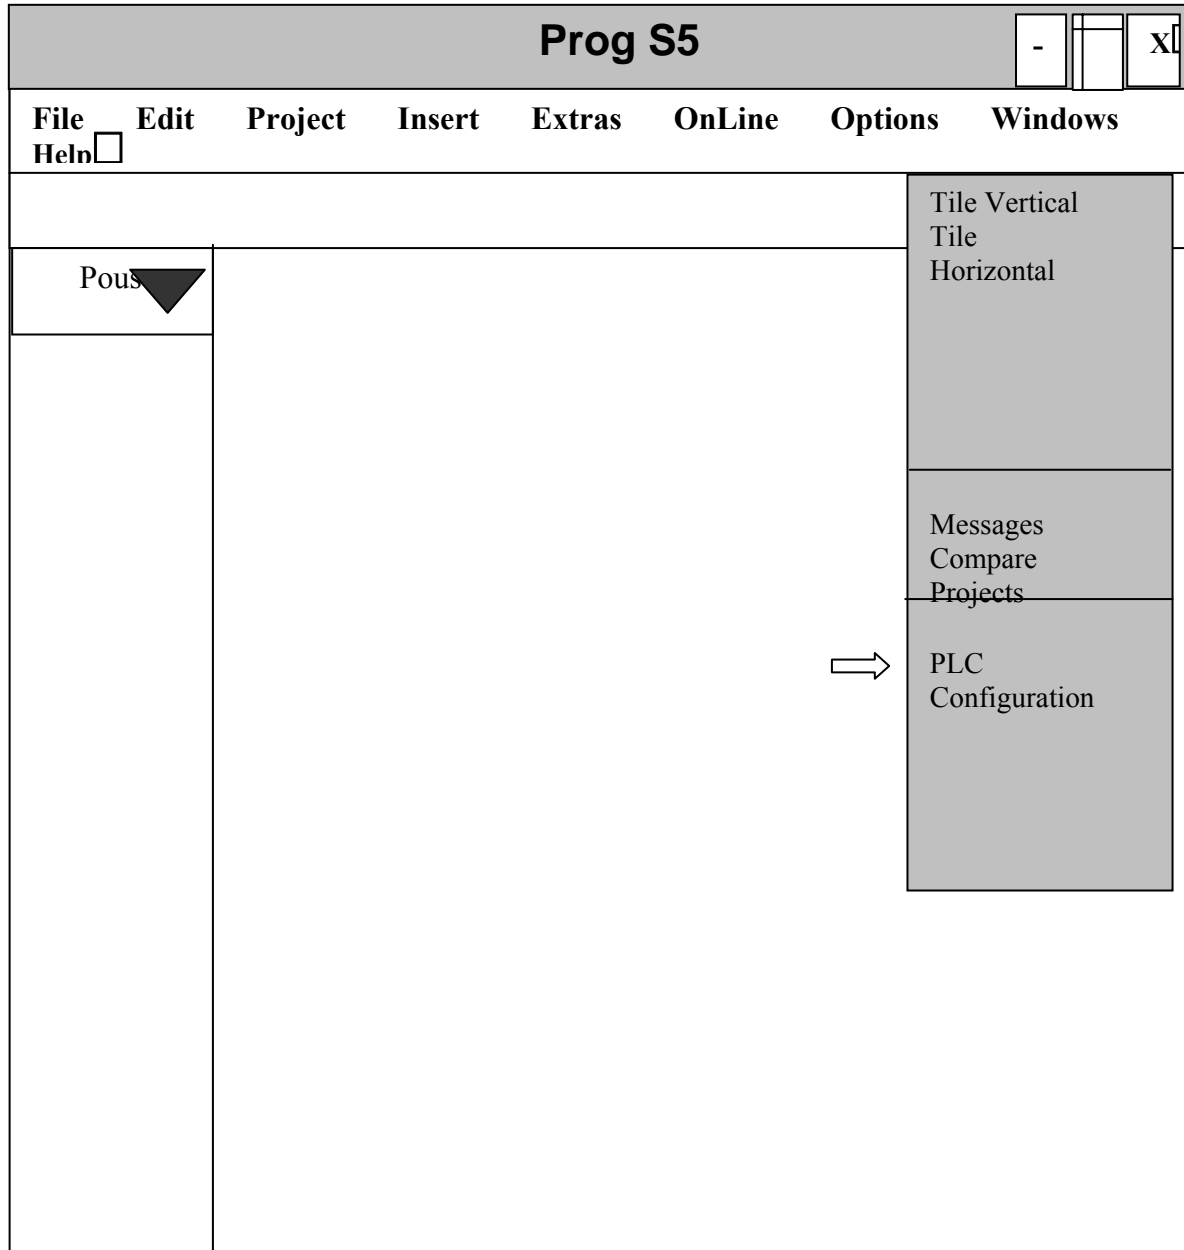 Prog S5
- X
File Edit Project Insert Extras OnLine Options Windows
Help
Tile Vertical
Tile
Horizontal
Pous
Messages
Compare
Projects
PLC
Configuration